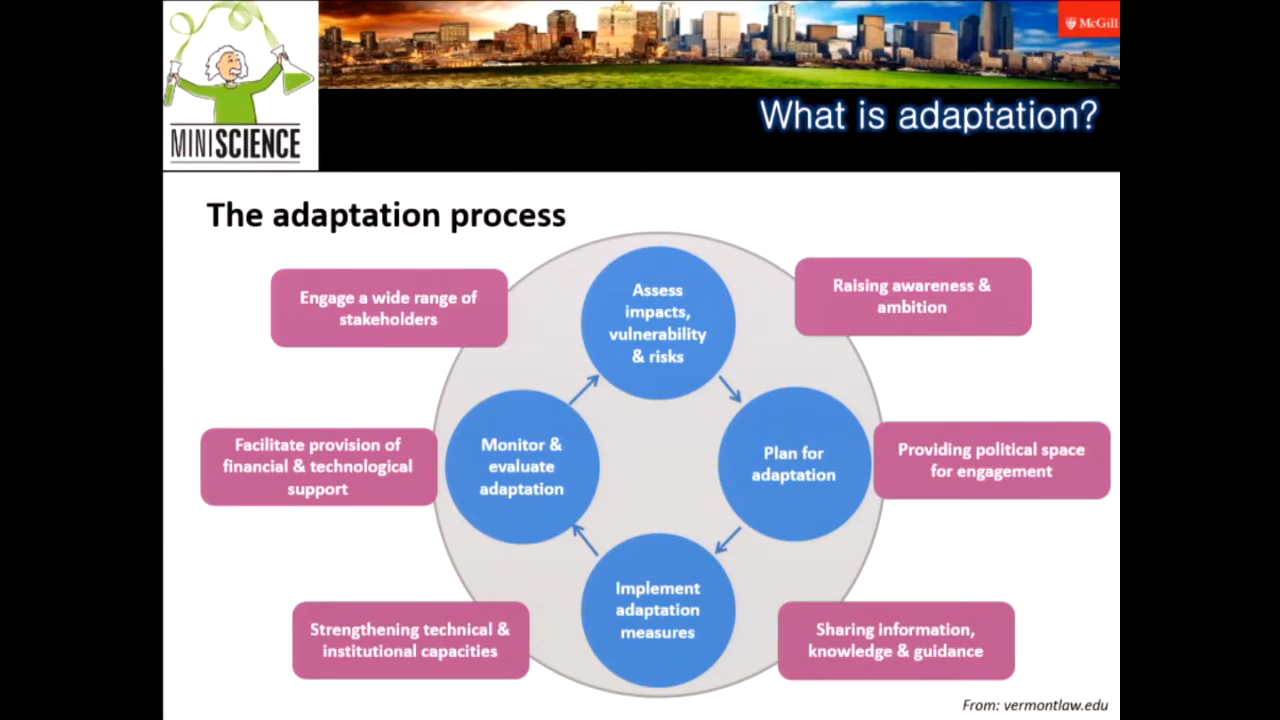 McGill
What is adaptation?
MINISCIENCE
The adaptation process
Engage a wide range of
stakeholders
Assess
impacts,
vulnerability
& risks
Raising awareness &
ambition
Facilitate provision of
financial & technological
support
Monitor &
evaluate
adaptation
Plan for
adaptation
Providing political space
for engagement
Strengthening technical &
institutional capacities
Implement
adaptation
measures
Sharing information,
knowledge & guidance
From: vermontlaw.edu